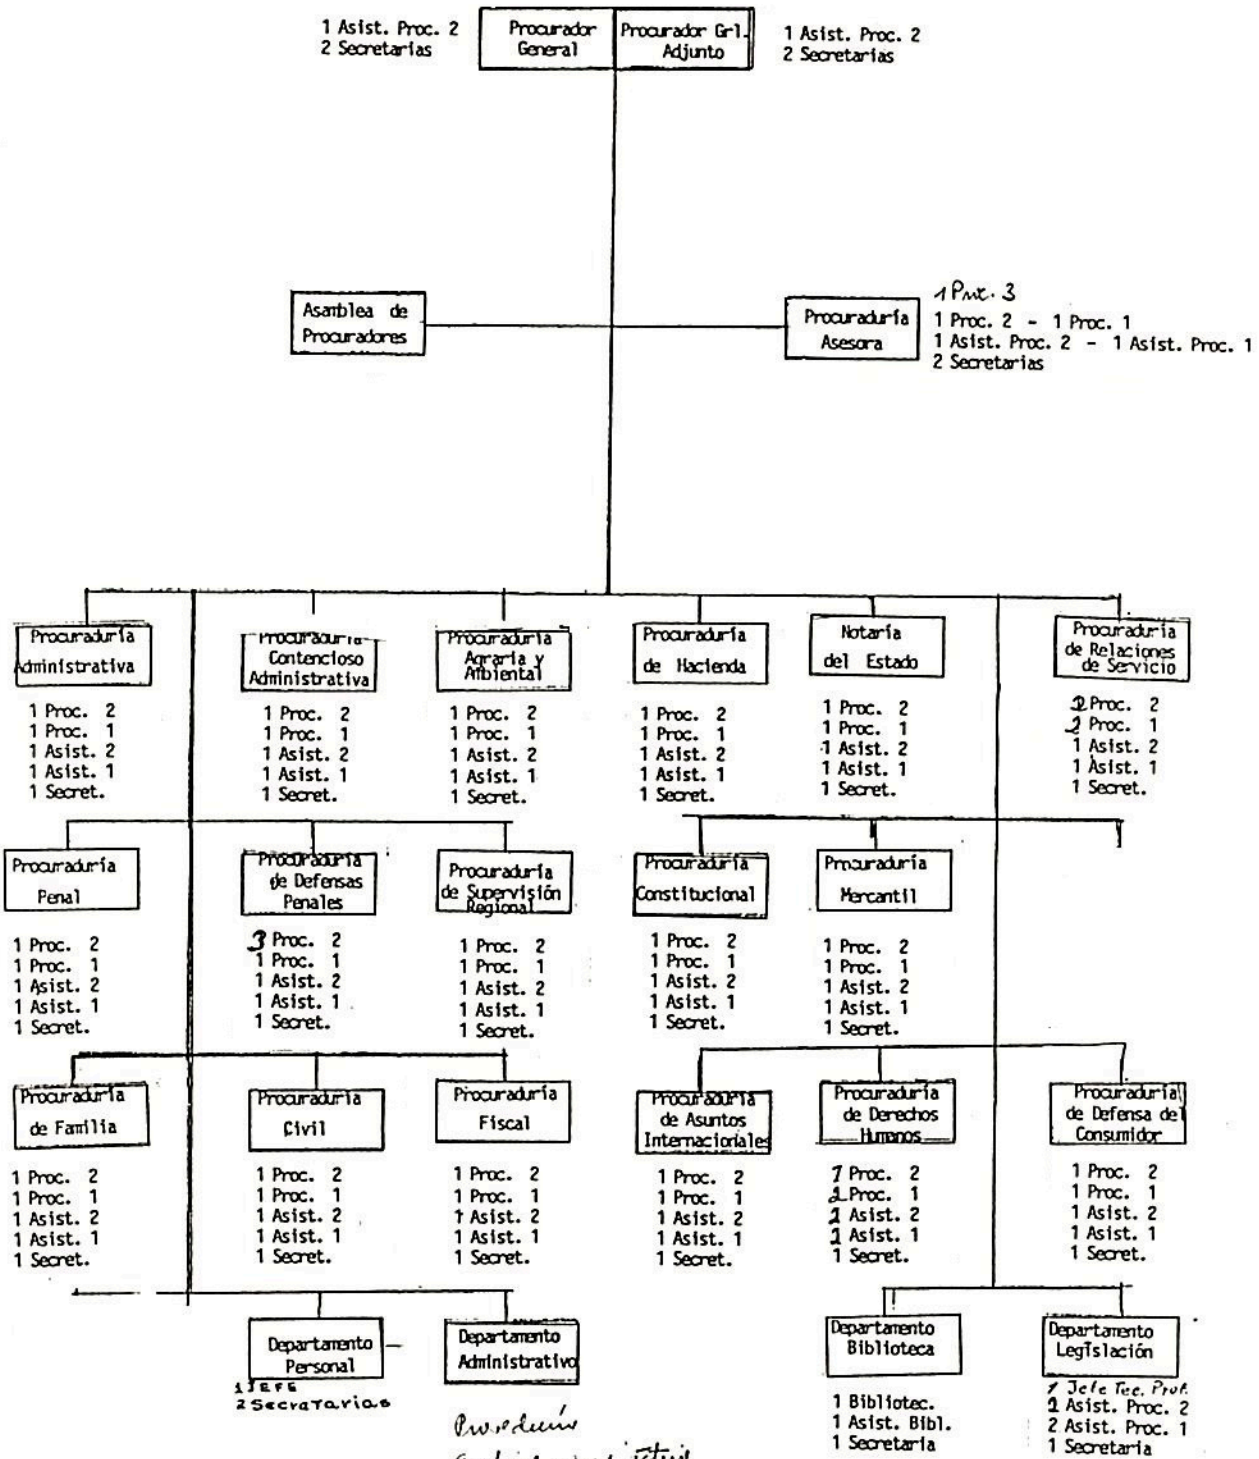 1 Asist. Proc. 2
2 Secretarias
Procurador
General
Procurador Grl.
Adjunto
1 Asist. Proc. 2
2 Secretarias
Asamblea de
Procuradores
Procuraduría
Asesora
1 Proc. 3
1 Proc. 2 - 1 Proc. 1
1 Asist. Proc. 2 - 1 Asist. Proc. 1
2 Secretarias
Procuraduría
Administrativa
1 Proc. 2
1 Proc. 1
1 Asist. 2
1 Asist. 1
1 Secret.
Procuraduría
Contencioso
Administrativa
1 Proc. 2
1 Proc. 1
1 Asist. 2
1 Asist. 1
1 Secret.
Procuraduría
Agraria y
Ambiental
1 Proc. 2
1 Proc. 1
1 Asist. 2
1 Asist. 1
1 Secret.
Procuraduría
de Hacienda
1 Proc. 2
1 Proc. 1
1 Asist. 2
1 Asist. 1
1 Secret.
Notaría
del Estado
1 Proc. 2
1 Proc. 1
1 Asist. 2
1 Asist. 1
1 Secret.
Procuraduría
de Relaciones
de Servicio
2 Proc. 2
2 Proc. 1
1 Asist. 2
1 Asist. 1
1 Secret.
Procuraduría
Penal
1 Proc. 2
1 Proc. 1
1 Asist. 2
1 Asist. 1
1 Secret.
Procuraduría
de Defensas
Penales
3 Proc. 2
1 Proc. 1
1 Asist. 2
1 Asist. 1
1 Secret.
Procuraduría
de Supervisión
Regional
1 Proc. 2
1 Proc. 1
1 Asist. 2
1 Asist. 1
1 Secret.
Procuraduría
Constitucional
1 Proc. 2
1 Proc. 1
1 Asist. 2
1 Asist. 1
1 Secret.
Procuraduría
Mercantil
1 Proc. 2
1 Proc. 1
1 Asist. 2
1 Asist. 1
1 Secret.
Procuraduría
de Familia
1 Proc. 2
1 Proc. 1
1 Asist. 2
1 Asist. 1
1 Secret.
Procuraduría
Civil
1 Proc. 2
1 Proc. 1
1 Asist. 2
1 Asist. 1
1 Secret.
Procuraduría
Fiscal
1 Proc. 2
1 Proc. 1
1 Asist. 2
1 Asist. 1
1 Secret.
Procuraduría
de Asuntos
Internacionales
1 Proc. 2
1 Proc. 1
1 Asist. 2
1 Asist. 1
1 Secret.
Procuraduría
de Derechos
Humanos
1 Proc. 2
Proc. 1
Asist. 2
Asist. 1
1 Secret.
Procuraduría
de Defensa del
Consumidor
1 Proc. 2
1 Proc. 1
1 Asist. 2
1 Asist. 1
1 Secret.
Departamento
Personal
1 JEFE
2 Secratarias
Departamento
Administrativo
Departamento
Biblioteca
1 Bibliotec.
1 Asist. Bibl.
1 Secretaria
Departamento
Legislación
1 Jefe Tec. Prof.
Asist. Proc. 2
2 Asist. Proc. 1
1 Secretaria